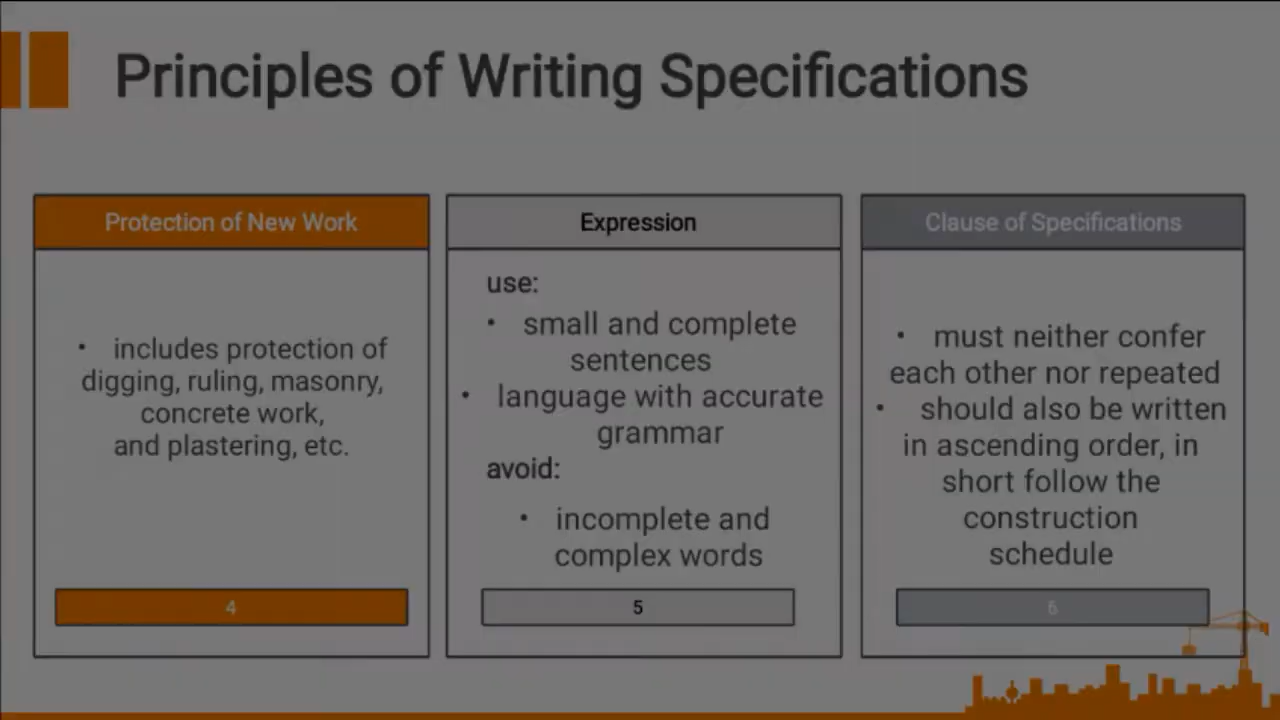 Principles of Writing Specifications
Protection of New Work
• includes protection of
digging, ruling, masonry,
concrete work,
and plastering, etc.
4
Expression
use:
• small and complete
sentences
• language with accurate
grammar
avoid:
• incomplete and
complex words
5
Clause of Specifications
• must neither confer
each other nor repeated
• should also be written
in ascending order, in
short follow the
construction
schedule
6